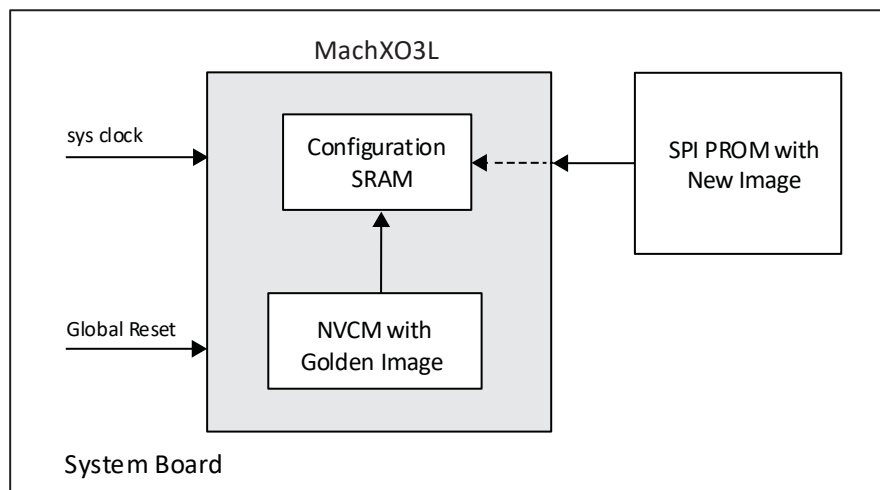 MachXO3L
sys clock
Configuration
SRAM
SPI PROM with
New Image
Global Reset
NVCM with
Golden Image
System Board